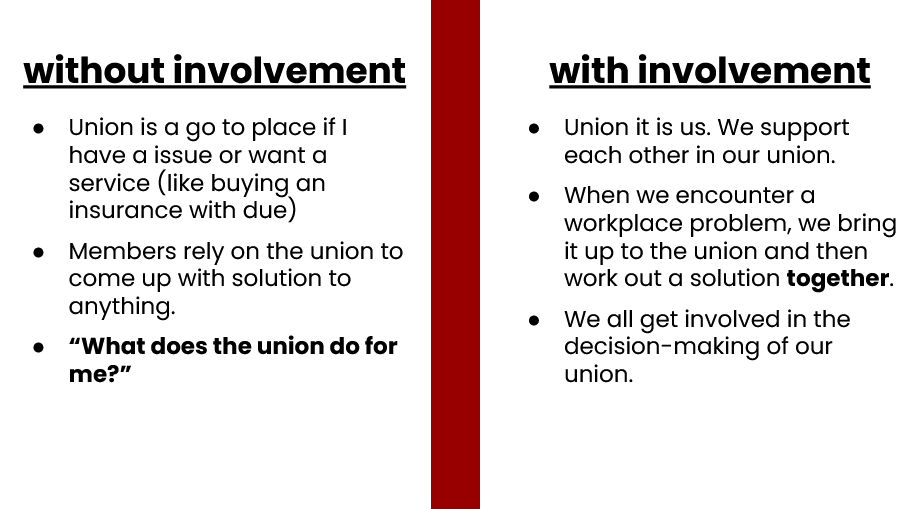 without involvement
● Union is a go to place if I
have a issue or want a
service (like buying an
insurance with due)
● Members rely on the union to
come up with solution to
anything.
● “What does the union do for
me?”
with involvement
● Union it is us. We support
each other in our union.
● When we encounter a
workplace problem, we bring
it up to the union and then
work out a solution together.
● We all get involved in the
decision-making of our
union.